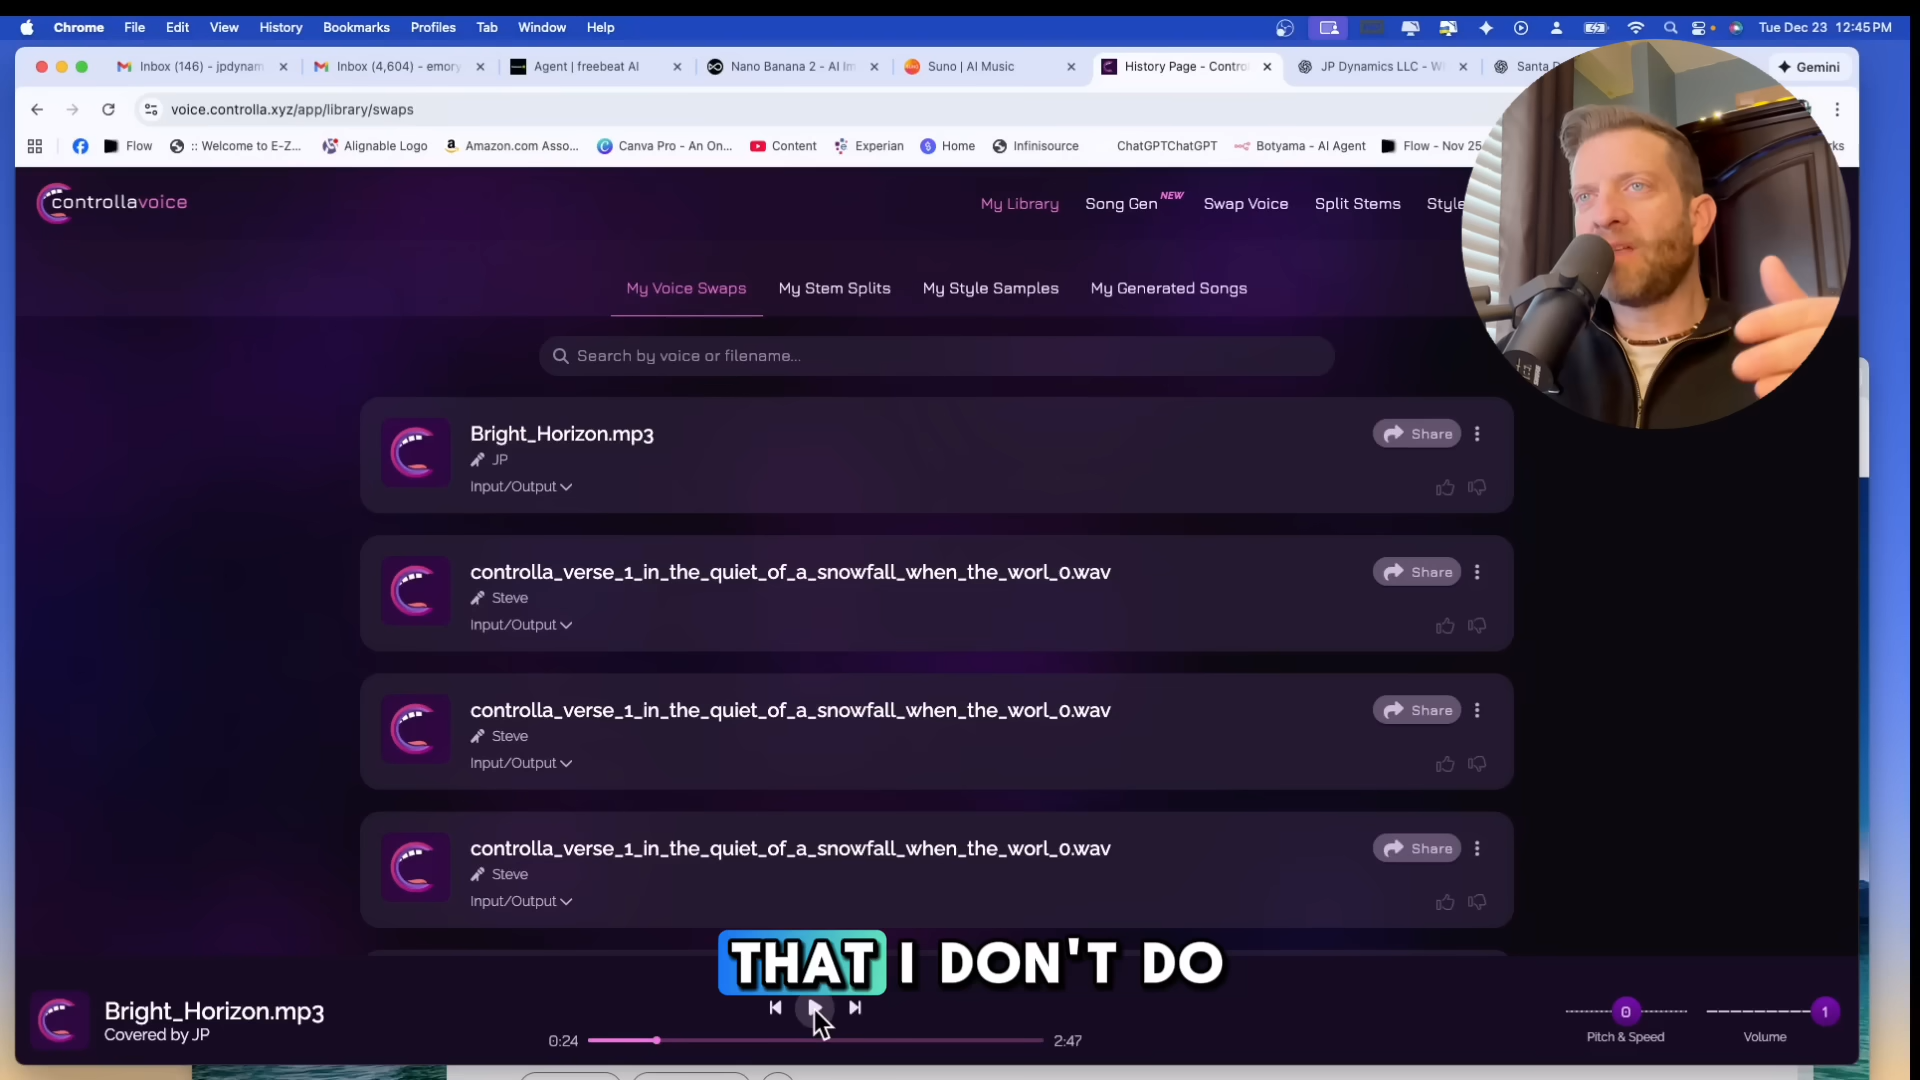 Chrome File Edit View History Bookmarks Profiles Tab Window Help Tue Dec 23 12:45 PM
Inbox (146) - jpdynam Inbox (4,604) - emory Agent | freebeat AI Nano Banana 2 - AI Im Suno | AI Music History Page - Contro JP Dynamics LLC - W Santa Gemini
voice.controlla.xyz/app/library/swaps
Flow :: Welcome to E-Z... Alignable Logo Amazon.com Asso... Canva Pro - An On... Content Experian Home Infinisource ChatGPTChatGPT Botyama - AI Agent Flow - Nov 25
controllavoice My Library Song Gen NEW Swap Voice Split Stems Style
My Voice Swaps My Stem Splits My Style Samples My Generated Songs
Search by voice or filename...
Bright_Horizon.mp3 Share
JP
Input/Output
controlla_verse_1_in_the_quiet_of_a_snowfall_when_the_worl_0.wav Share
Steve
Input/Output
controlla_verse_1_in_the_quiet_of_a_snowfall_when_the_worl_0.wav Share
Steve
Input/Output
controlla_verse_1_in_the_quiet_of_a_snowfall_when_the_worl_0.wav Share
Steve
Input/Output
THAT I DON'T DO
Bright_Horizon.mp3
Covered by JP
0:24 2:47
0 1
Pitch & Speed Volume